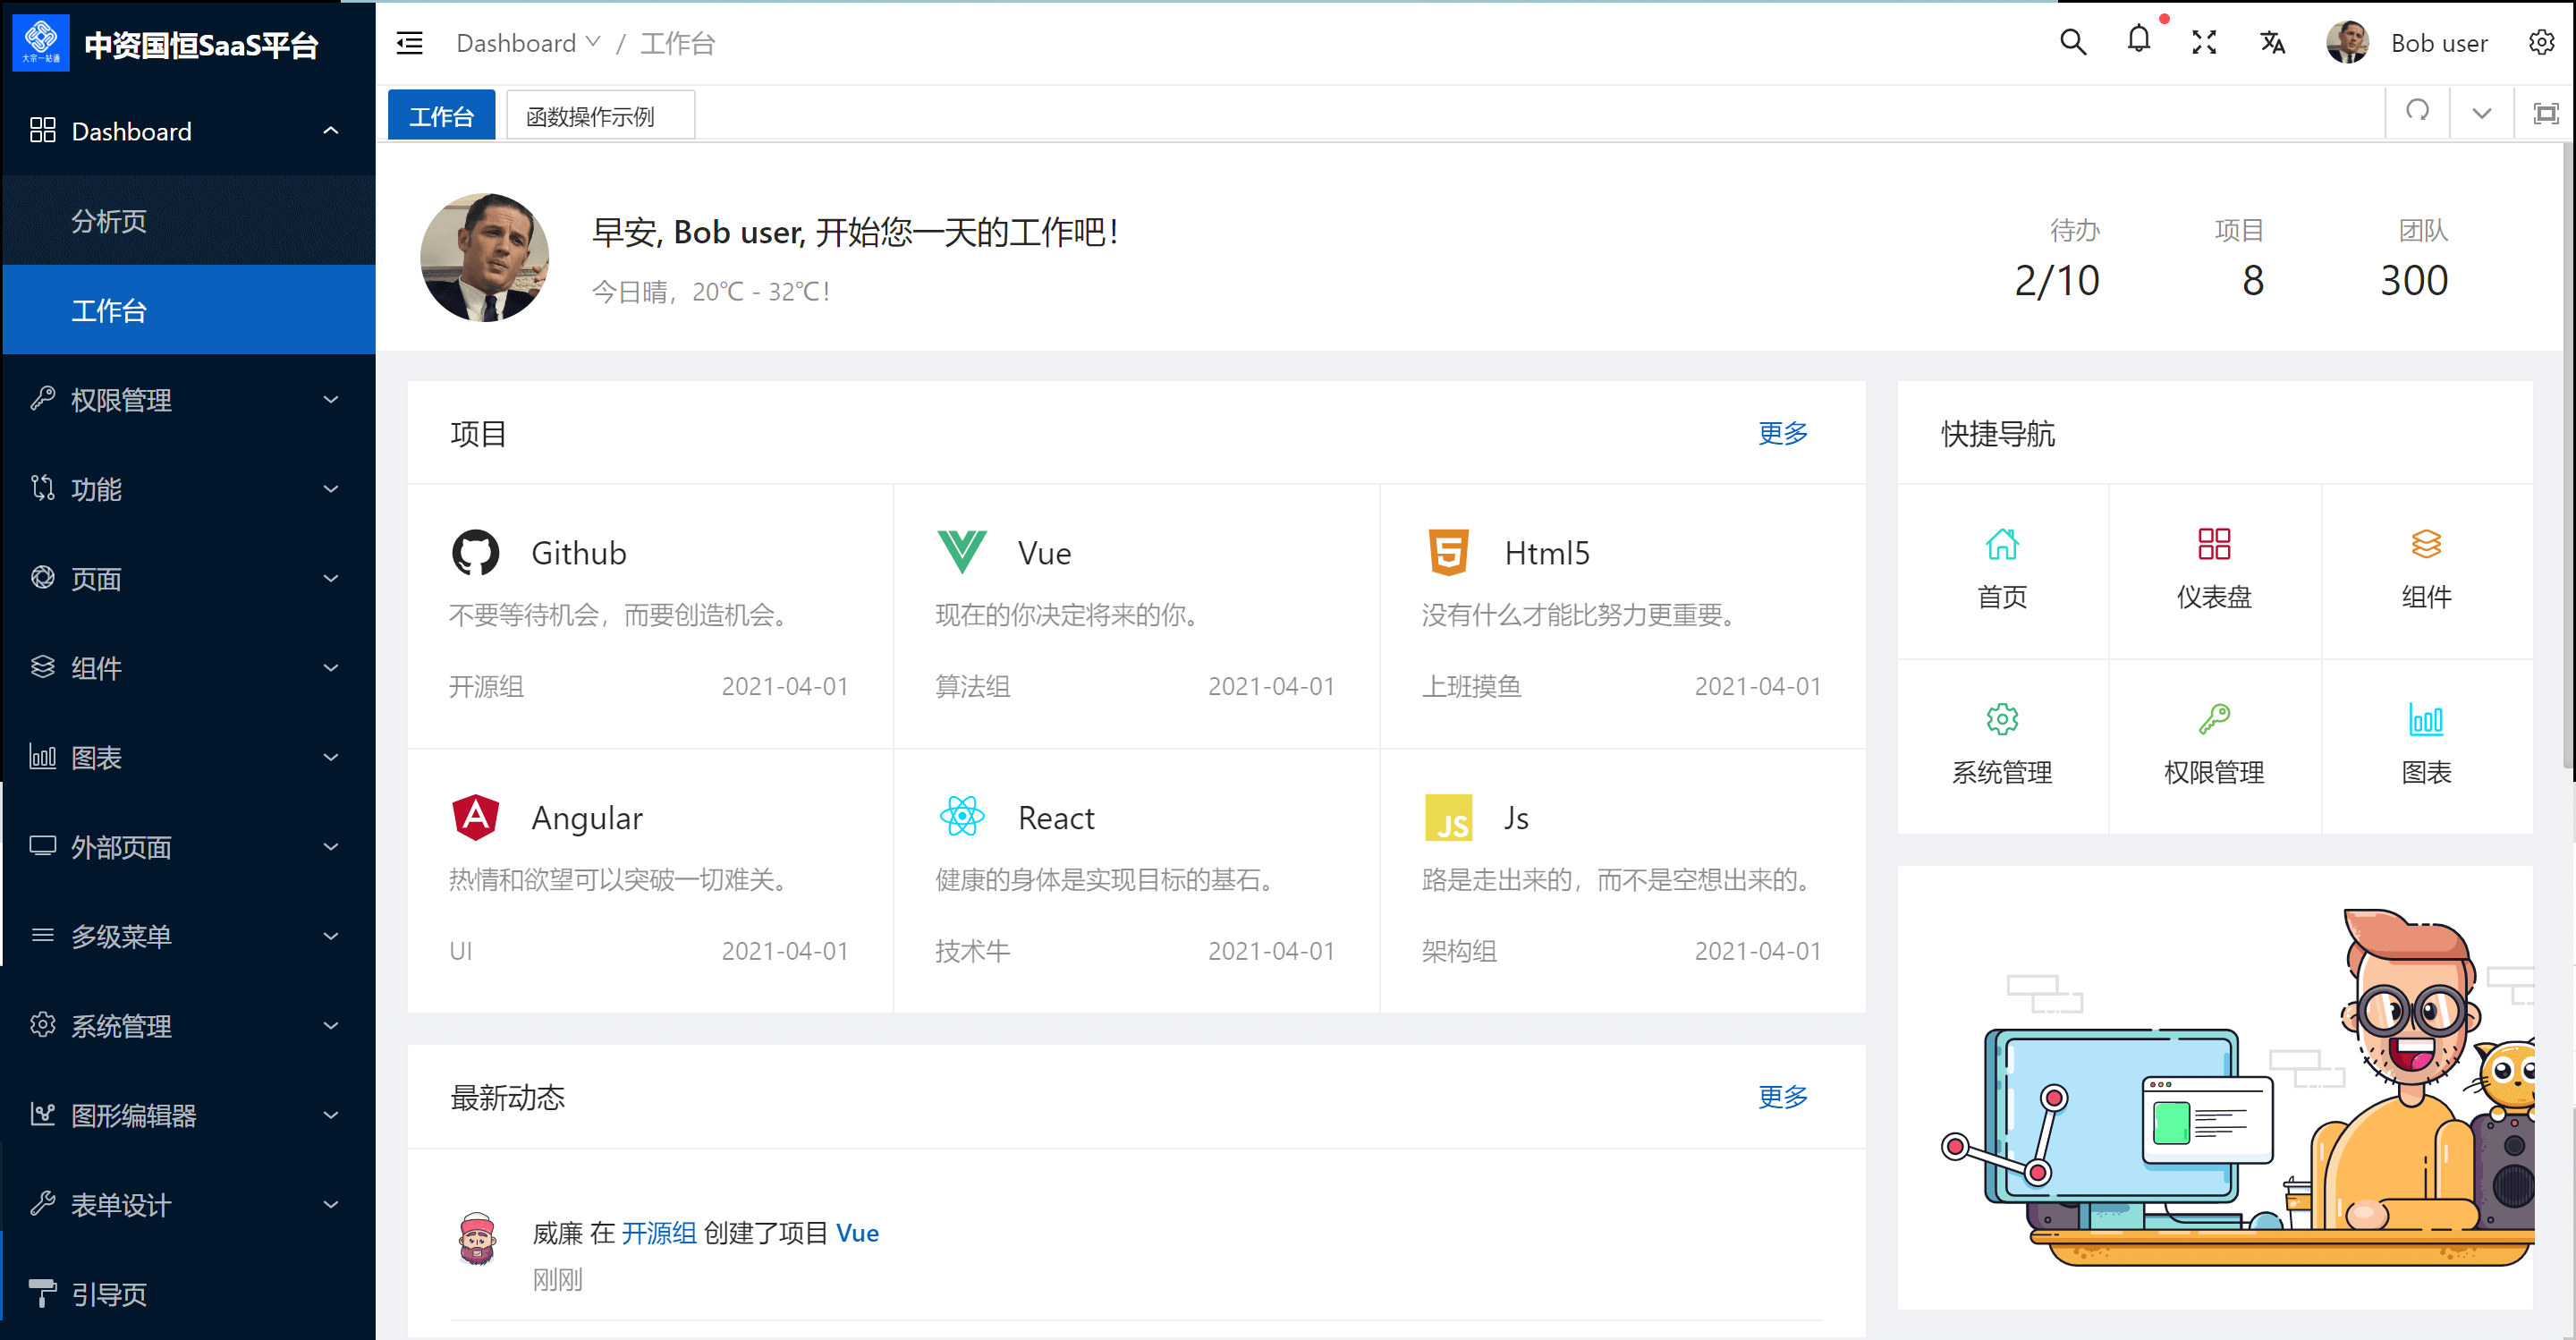 大宗一站通
中资国恒SaaS平台
Dashboard
分析页
工作台
权限管理
功能
页面
组件
图表
外部页面
多级菜单
系统管理
图形编辑器
表单设计
引导页
Dashboard / 工作台
Bob user
工作台
函数操作示例
早安, Bob user, 开始您一天的工作吧!
今日晴，20℃ - 32℃!
待办
2/10
项目
8
团队
300
项目
更多
Github
不要等待机会，而要创造机会。
开源组 2021-04-01
Vue
现在的你决定将来的你。
算法组 2021-04-01
Html5
没有什么才能比努力更重要。
上班摸鱼 2021-04-01
Angular
热情和欲望可以突破一切难关。
UI 2021-04-01
React
健康的身体是实现目标的基石。
技术牛 2021-04-01
JS
Js
路是走出来的，而不是空想出来的。
架构组 2021-04-01
最新动态
更多
威廉 在 开源组 创建了项目 Vue
刚刚
快捷导航
首页
仪表盘
组件
系统管理
权限管理
图表